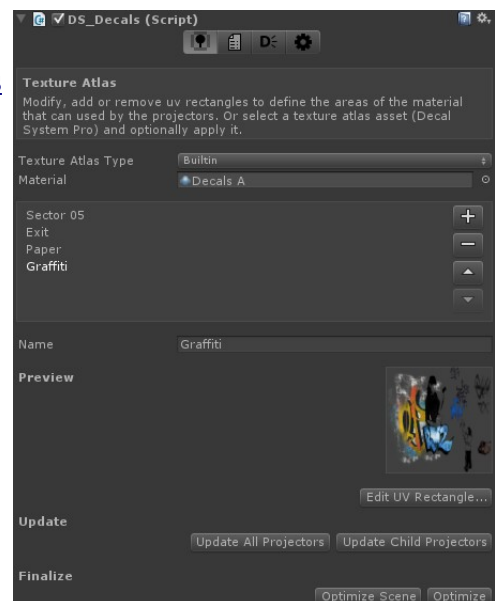 DS_Decals (Script)
D
Texture Atlas
Modify, add or remove uv rectangles to define the areas of the material
that can used by the projectors. Or select a texture atlas asset (Decal
System Pro) and optionally apply it.
Texture Atlas Type Builtin
Material Decals A
Sector 05
Exit
Paper
Graffiti
Name Graffiti
Preview
Edit UV Rectangle...
Update
Update All Projectors Update Child Projectors
Finalize
Optimize Scene Optimize